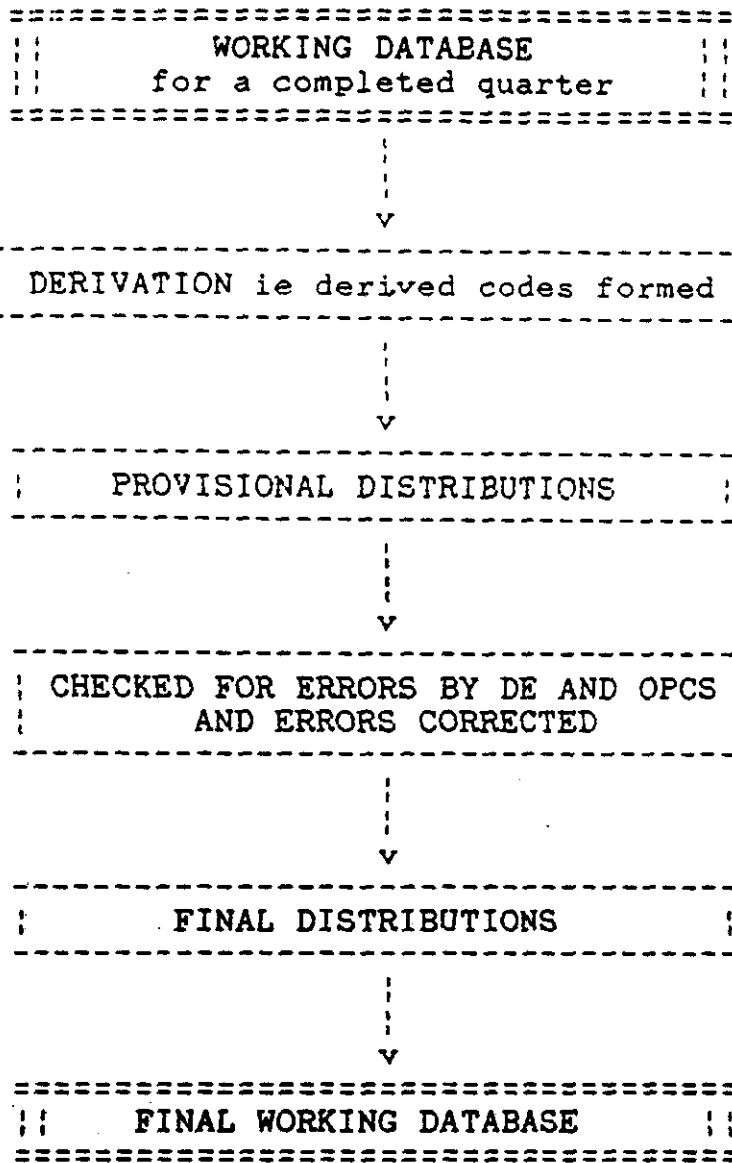 WORKING DATABASE
for a completed quarter
DERIVATION ie derived codes formed
PROVISIONAL DISTRIBUTIONS
CHECKED FOR ERRORS BY DE AND OPCS
AND ERRORS CORRECTED
FINAL DISTRIBUTIONS
FINAL WORKING DATABASE